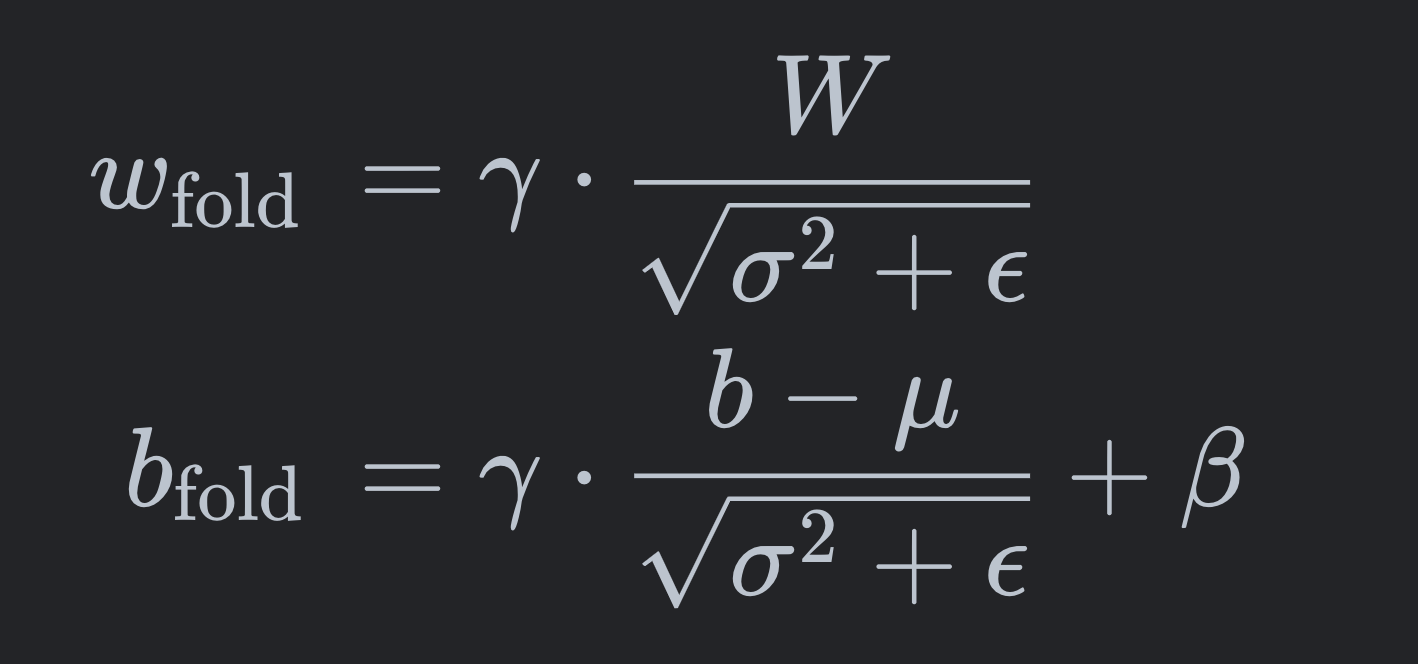 w_fold = γ · W / √(σ² + ϵ)
b_fold = γ · (b − μ) / √(σ² + ϵ) + β